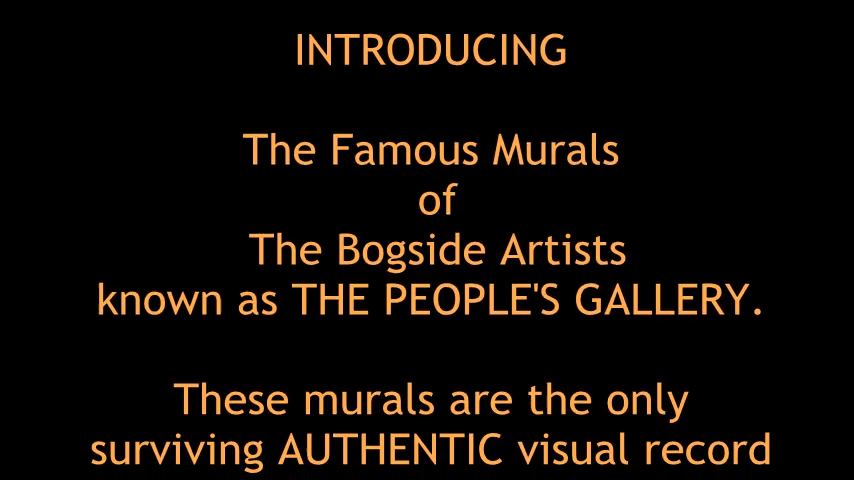 INTRODUCING
The Famous Murals
of
The Bogside Artists
known as THE PEOPLE'S GALLERY.
These murals are the only
surviving AUTHENTIC visual record